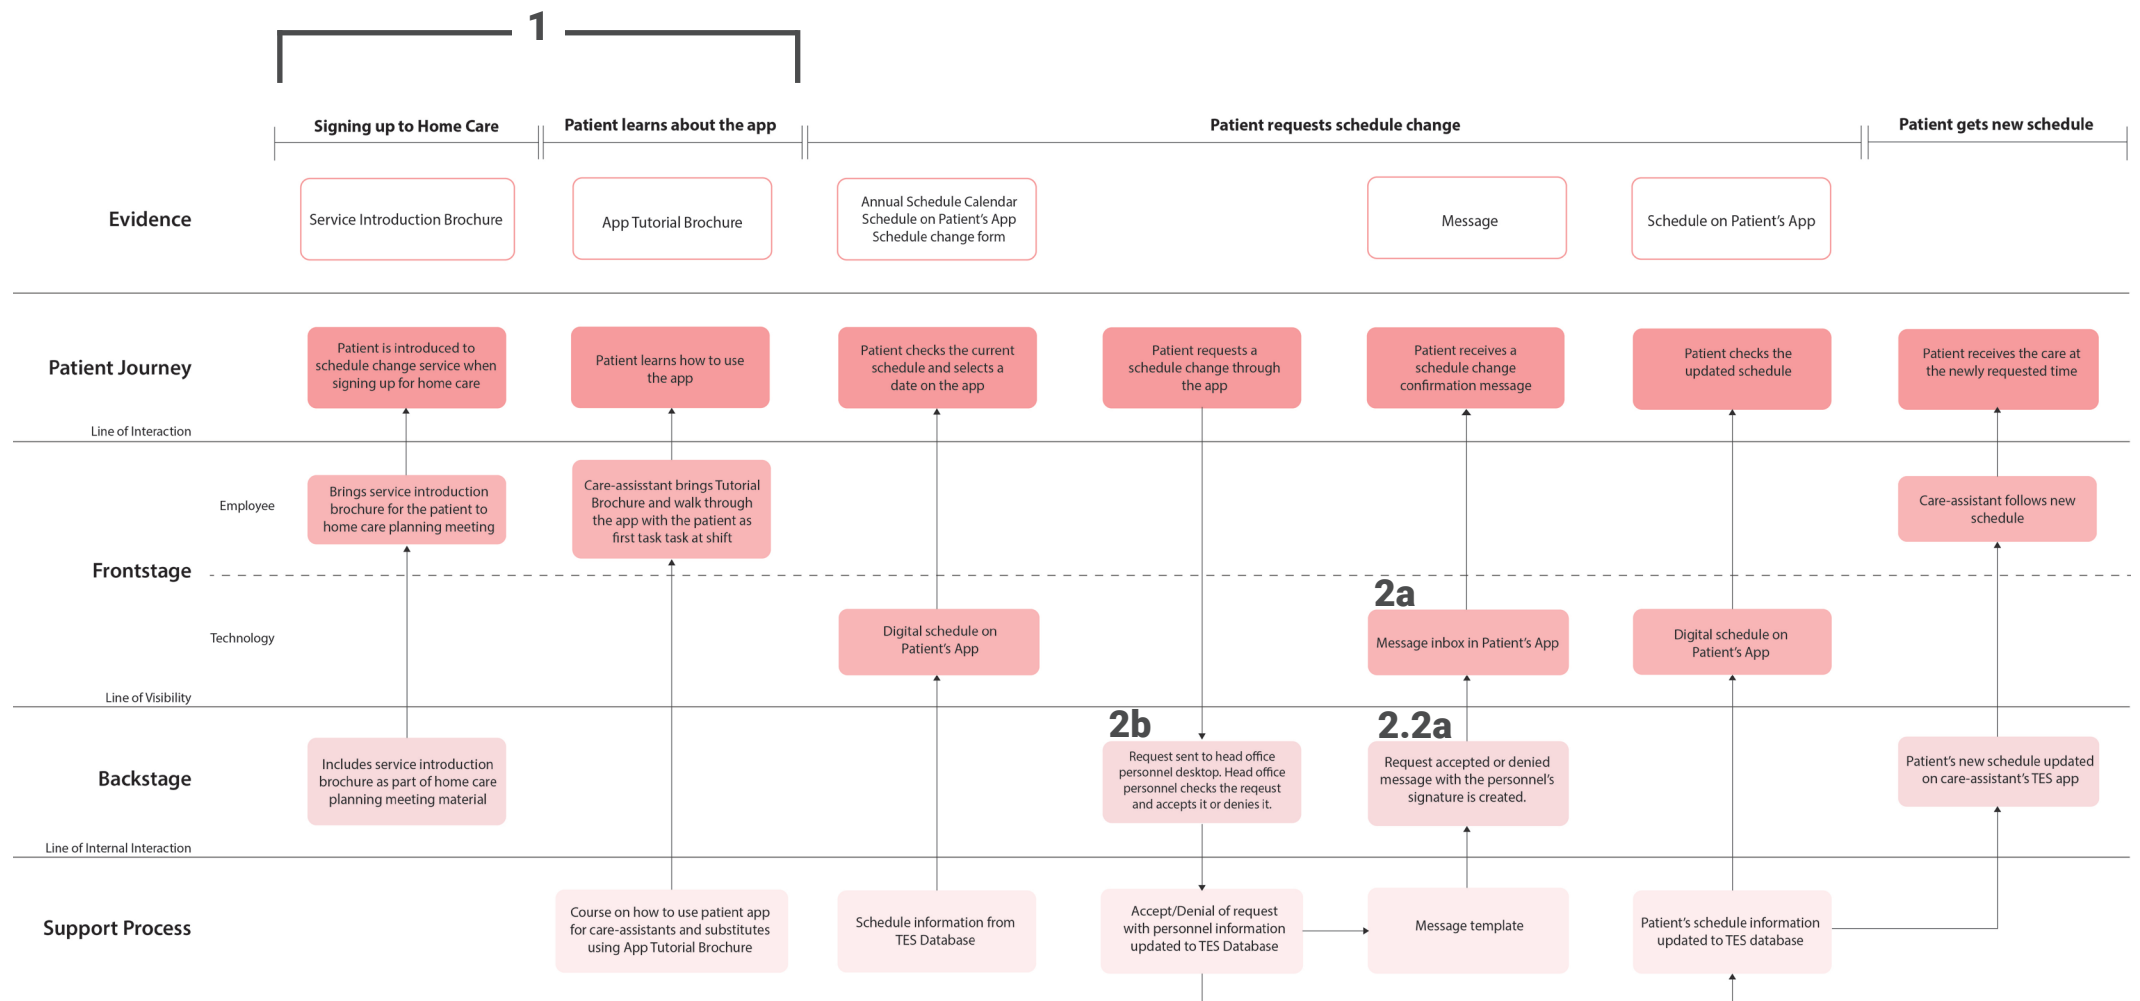 1
Signing up to Home Care
Patient learns about the app
Patient requests schedule change
Patient gets new schedule
Evidence
Service Introduction Brochure
App Tutorial Brochure
Annual Schedule Calendar
Schedule on Patient's App
Schedule change form
Message
Schedule on Patient's App
Patient Journey
Patient is introduced to
schedule change service when
signing up for home care
Patient learns how to use
the app
Patient checks the current
schedule and selects a
date on the app
Patient requests a
schedule change through
the app
Patient receives a
schedule change
confirmation message
Patient checks the
updated schedule
Patient receives the care at
the newly requested time
Line of Interaction
Employee
Brings service introduction
brochure for the patient to
home care planning meeting
Care-assisstant brings Tutorial
Brochure and walk through
the app with the patient as
first task task at shift
Care-assistant follows new
schedule
Frontstage
Technology
Digital schedule on
Patient's App
2a
Message inbox in Patient's App
Digital schedule on
Patient's App
Line of Visibility
Backstage
Includes service introduction
brochure as part of home care
planning meeting material
2b
Request sent to head office
personnel desktop. Head office
personnel checks the reqeust
and accepts it or denies it.
2.2a
Request accepted or denied
message with the personnel's
signature is created.
Patient's new schedule updated
on care-assistant's TES app
Line of Internal Interaction
Support Process
Course on how to use patient app
for care-assistants and substitutes
using App Tutorial Brochure
Schedule information from
TES Database
Accept/Denial of request
with personnel information
updated to TES Database
Message template
Patient's schedule information
updated to TES database